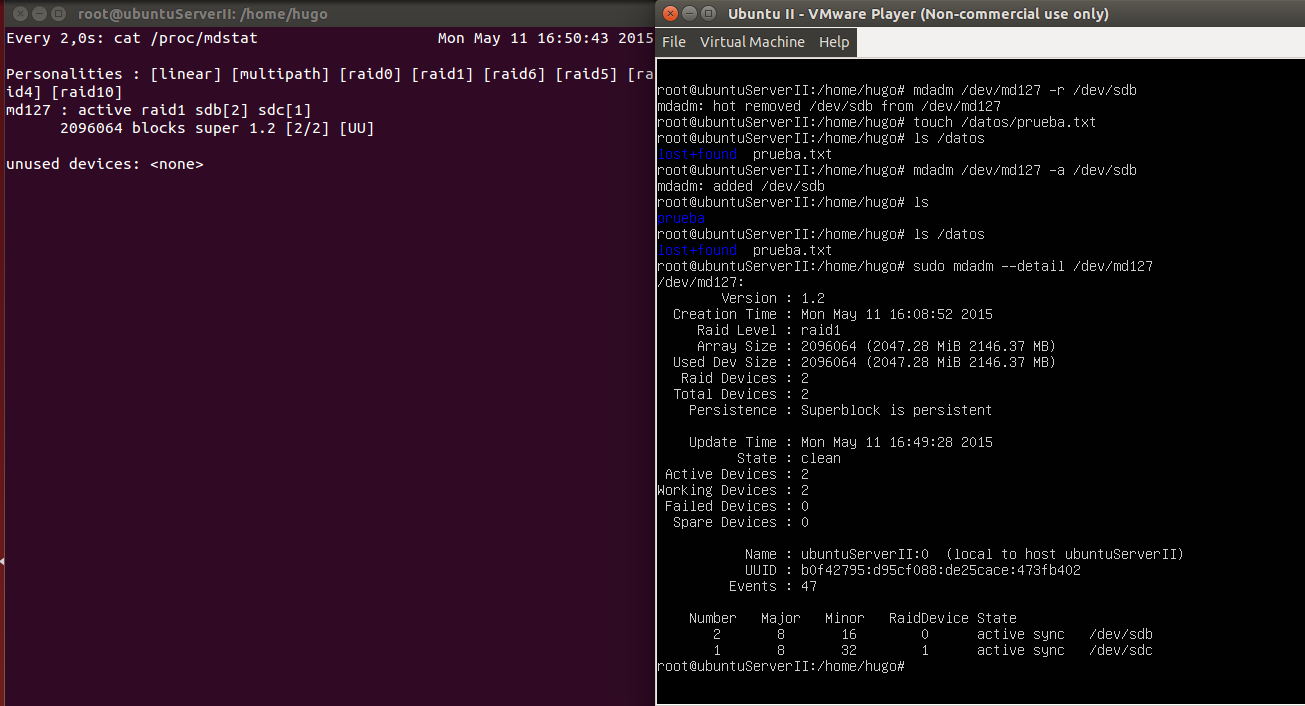 root@ubuntuServerII: /home/hugo
Every 2,0s: cat /proc/mdstat Mon May 11 16:50:43 2015
Personalities : [linear] [multipath] [raid0] [raid1] [raid6] [raid5] [ra
id4] [raid10]
md127 : active raid1 sdb[2] sdc[1]
2096064 blocks super 1.2 [2/2] [UU]
unused devices: <none>
Ubuntu II - VMware Player (Non-commercial use only)
File Virtual Machine Help
root@ubuntuServerII:/home/hugo# mdadm /dev/md127 -r /dev/sdb
mdadm: hot removed /dev/sdb from /dev/md127
root@ubuntuServerII:/home/hugo# touch /datos/prueba.txt
root@ubuntuServerII:/home/hugo# ls /datos
lost+found prueba.txt
root@ubuntuServerII:/home/hugo# mdadm /dev/md127 -a /dev/sdb
mdadm: added /dev/sdb
root@ubuntuServerII:/home/hugo# ls
prueba
root@ubuntuServerII:/home/hugo# ls /datos
lost+found prueba.txt
root@ubuntuServerII:/home/hugo# sudo mdadm --detail /dev/md127
/dev/md127:
Version : 1.2
Creation Time : Mon May 11 16:08:52 2015
Raid Level : raid1
Array Size : 2096064 (2047.28 MiB 2146.37 MB)
Used Dev Size : 2096064 (2047.28 MiB 2146.37 MB)
Raid Devices : 2
Total Devices : 2
Persistence : Superblock is persistent
Update Time : Mon May 11 16:49:28 2015
State : clean
Active Devices : 2
Working Devices : 2
Failed Devices : 0
Spare Devices : 0
Name : ubuntuServerII:0 (local to host ubuntuServerII)
UUID : b0f42795:d95cf088:de25cace:473fb402
Events : 47
Number Major Minor RaidDevice State
2 8 16 0 active sync /dev/sdb
1 8 32 1 active sync /dev/sdc
root@ubuntuServerII:/home/hugo#